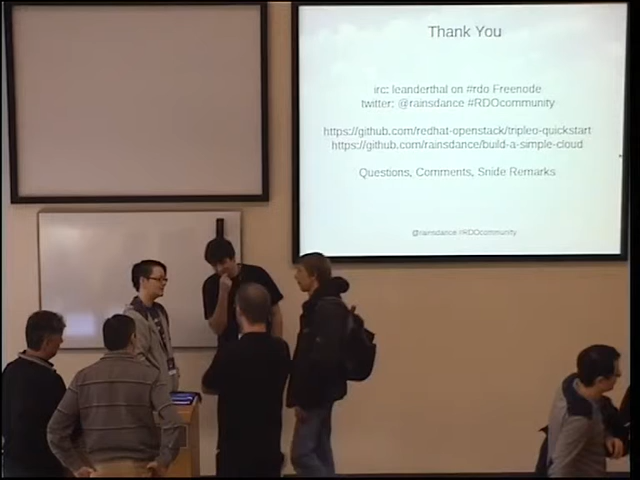 Thank You
irc: leanderthal on #rdo Freenode
twitter: @rainsdance #RDOcommunity
https://github.com/redhat-openstack/tripleo-quickstart
https://github.com/rainsdance/build-a-simple-cloud
Questions, Comments, Snide Remarks
@rainsdance #RDOcommunity